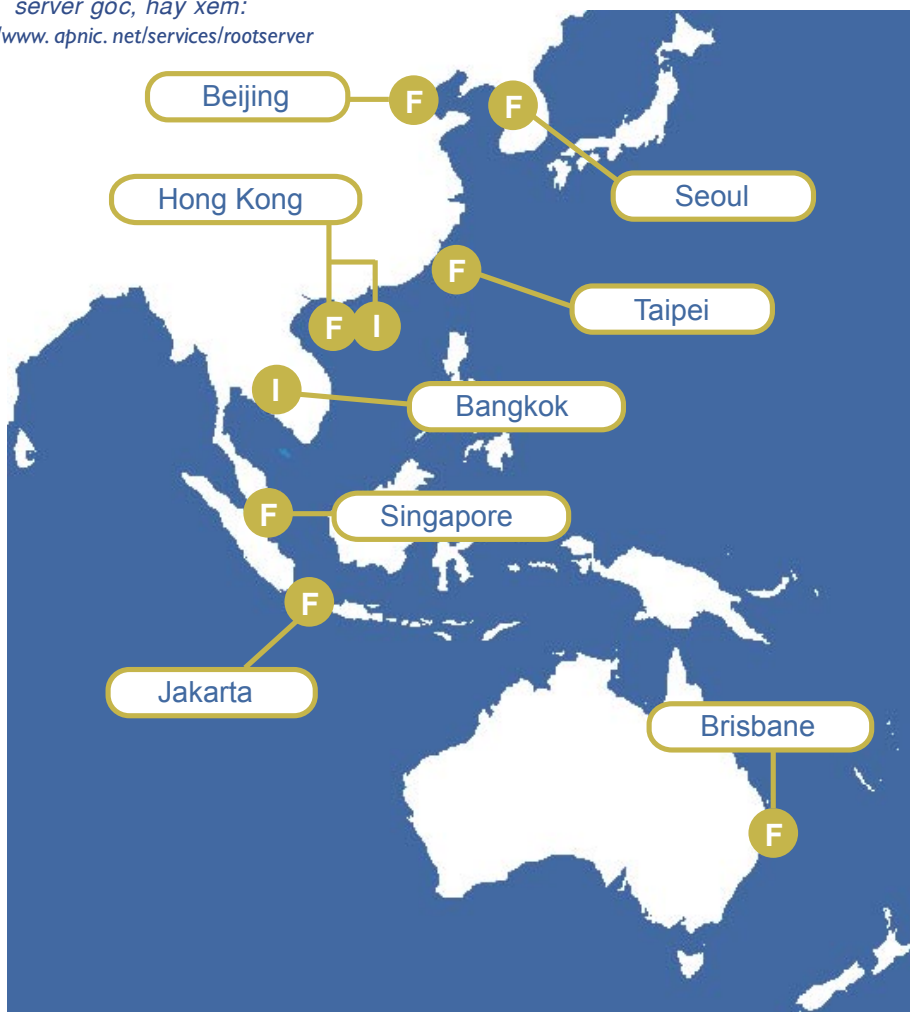 server gốc, hãy xem:
/www. apnic. net/services/rootserver
Beijing
F
F
Seoul
Hong Kong
F
Taipei
F
I
I
Bangkok
F
Singapore
F
Jakarta
Brisbane
F